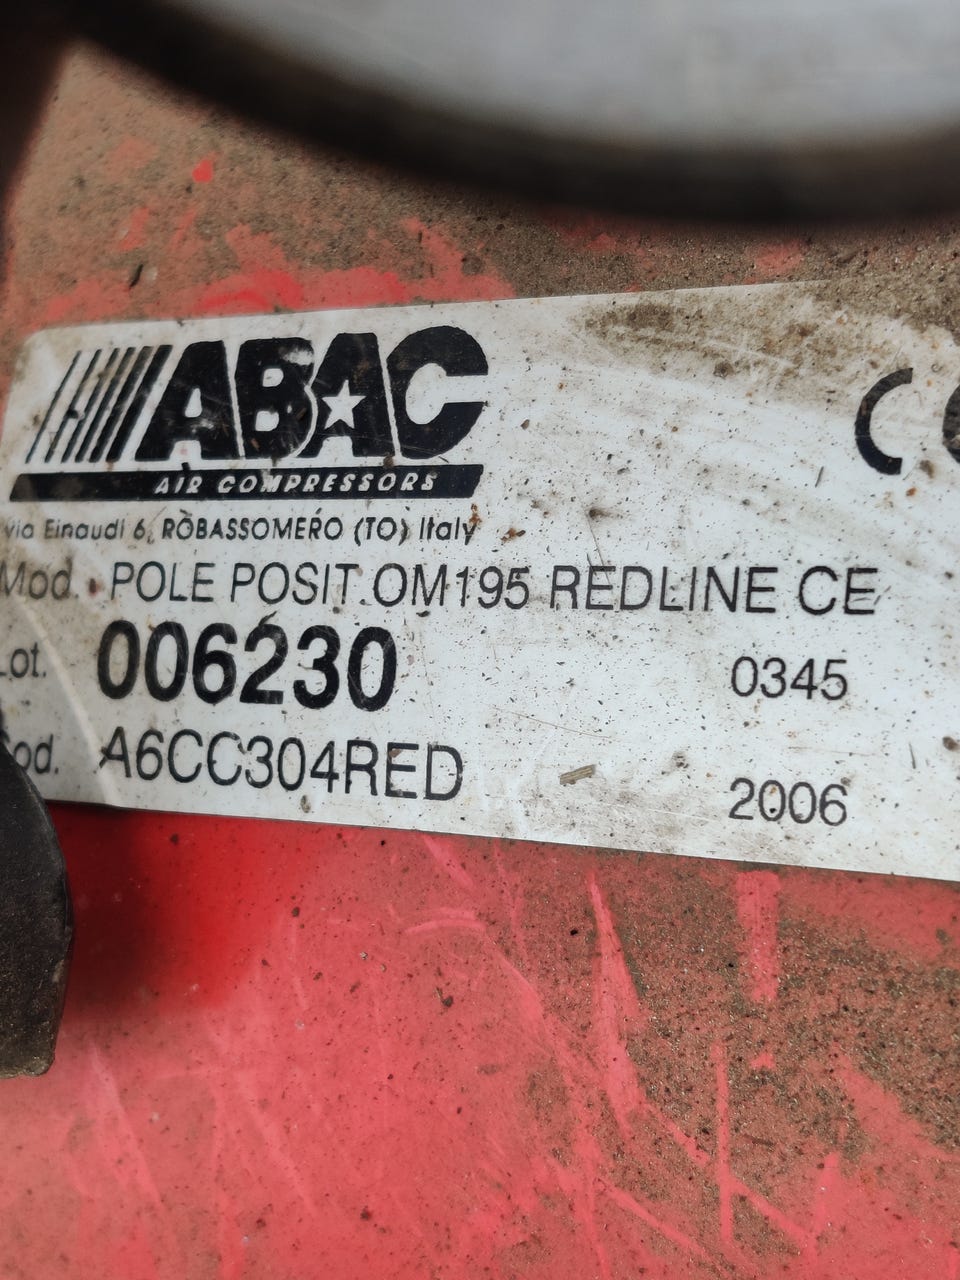 ABAC
AIR COMPRESSORS
CE
via Einaudi 6, ROBASSOMERO (TO) Italy
Mod. POLE POSIT.OM195 REDLINE CE
Lot. 006230 0345
Cod. A6CC304RED 2006